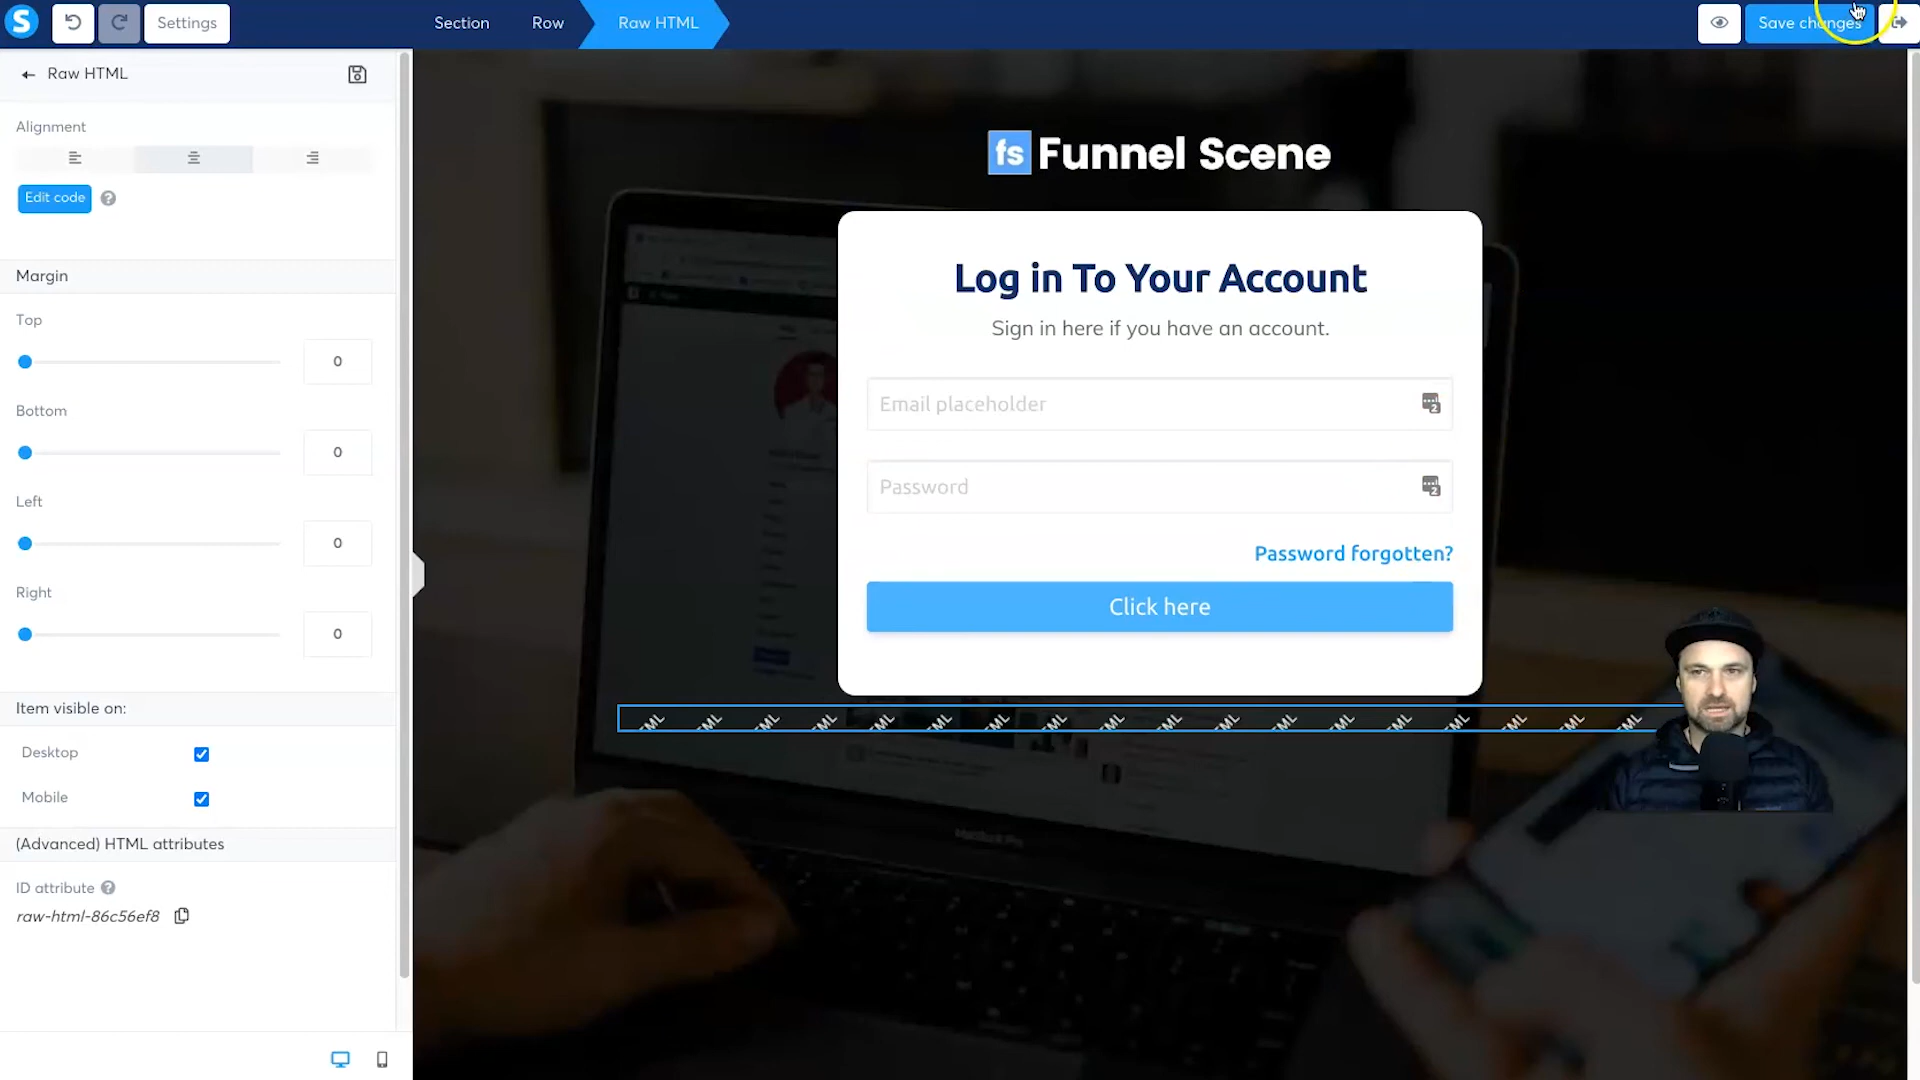 S
Settings
Section
Row
Raw HTML
Save changes
Raw HTML
Alignment
Edit code
?
Margin
Top
0
Bottom
0
Left
0
Right
0
Item visible on:
Desktop
Mobile
(Advanced) HTML attributes
ID attribute ?
raw-html-86c56ef8
fs Funnel Scene
Log in To Your Account
Sign in here if you have an account.
Email placeholder
2
Password
2
Password forgotten?
Click here